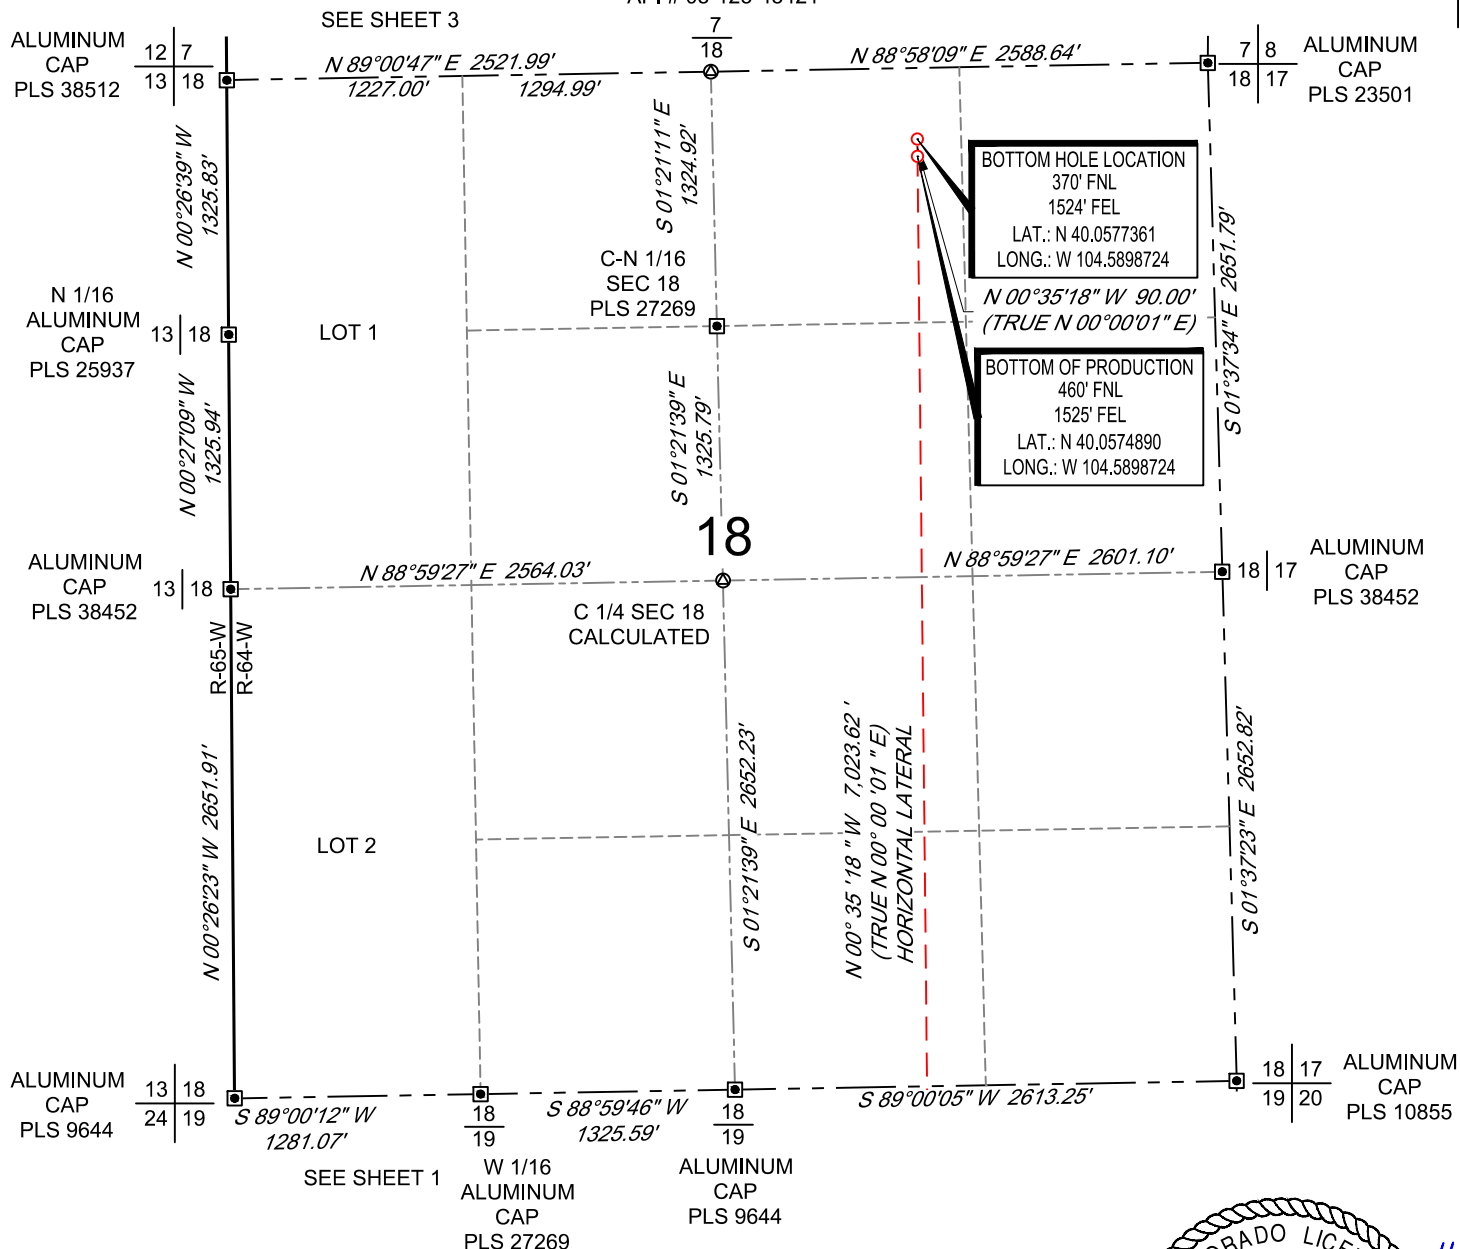 SEE SHEET 3
7
18
ALUMINUM
CAP
PLS 38512
12 7
13 18
N 89°00'47" E 2521.99'
1227.00' 1294.99'
N 88°58'09" E 2588.64'
7 8
18 17
ALUMINUM
CAP
PLS 23501
N 00°26'39" W
1325.83'
S 01°21'11" E
1324.92'
BOTTOM HOLE LOCATION
370' FNL
1524' FEL
LAT.: N 40.0577361
LONG.: W 104.5898724
S 01°37'34" E 2651.79'
C-N 1/16
SEC 18
PLS 27269
N 00°35'18" W 90.00'
(TRUE N 00°00'01" E)
N 1/16
ALUMINUM
CAP
PLS 25937
13 18
LOT 1
BOTTOM OF PRODUCTION
460' FNL
1525' FEL
LAT.: N 40.0574890
LONG.: W 104.5898724
N 00°27'09" W
1325.94'
S 01°21'39" E
1325.79'
18
ALUMINUM
CAP
PLS 38452
13 18
N 88°59'27" E 2564.03'
N 88°59'27" E 2601.10'
18 17
ALUMINUM
CAP
PLS 38452
C 1/4 SEC 18
CALCULATED
R-65-W
R-64-W
N 00°26'23" W 2651.91'
S 01°21'39" E 2652.23'
N 00° 35 '18 " W 7,023.62 '
(TRUE N 00° 00 '01 " E)
HORIZONTAL LATERAL
S 01°37'23" E 2652.82'
LOT 2
ALUMINUM
CAP
PLS 9644
13 18
24 19
S 89°00'12" W
1281.07'
18
19
S 88°59'46" W
1325.59'
18
19
S 89°00'05" W 2613.25'
18 17
19 20
ALUMINUM
CAP
PLS 10855
SEE SHEET 1
W 1/16
ALUMINUM
CAP
PLS 27269
ALUMINUM
CAP
PLS 9644